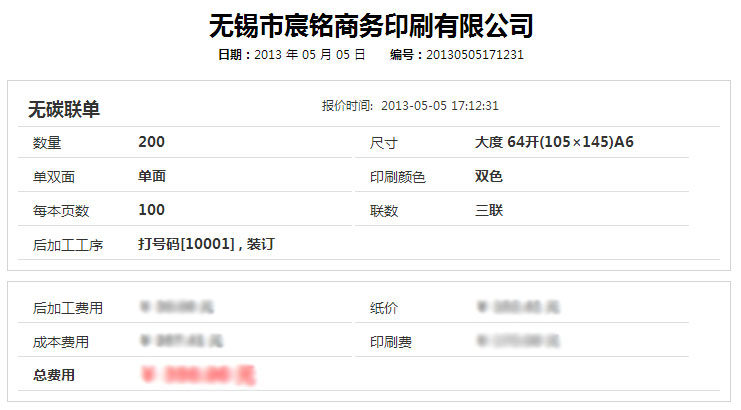 无锡市宸铭商务印刷有限公司
日期：2013 年 05 月 05 日 编号：20130505171231
无碳联单 报价时间: 2013-05-05 17:12:31
数量 200 尺寸 大度 64开(105×145)A6
单双面 单面 印刷颜色 双色
每本页数 100 联数 三联
后加工工序 打号码[10001] , 装订
后加工费用 纸价
成本费用 印刷费
总费用